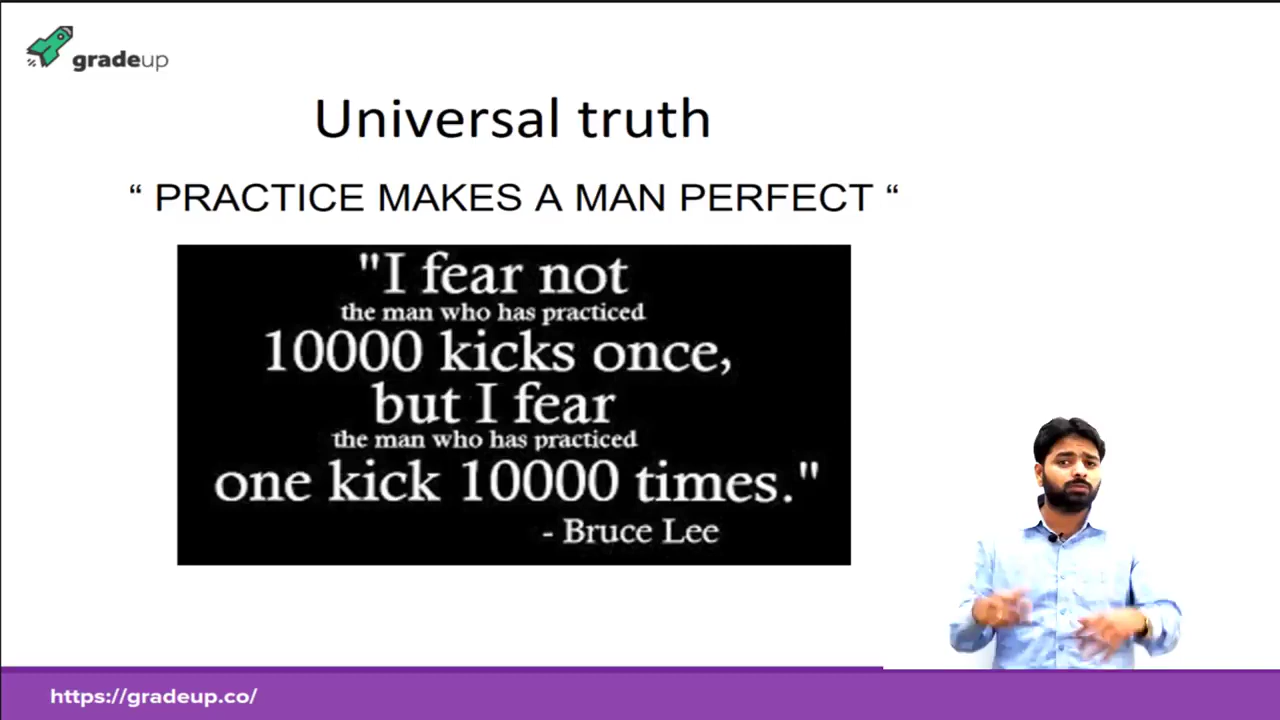 gradeup
Universal truth
“ PRACTICE MAKES A MAN PERFECT “
"I fear not
the man who has practiced
10000 kicks once,
but I fear
the man who has practiced
one kick 10000 times."
- Bruce Lee
https://gradeup.co/